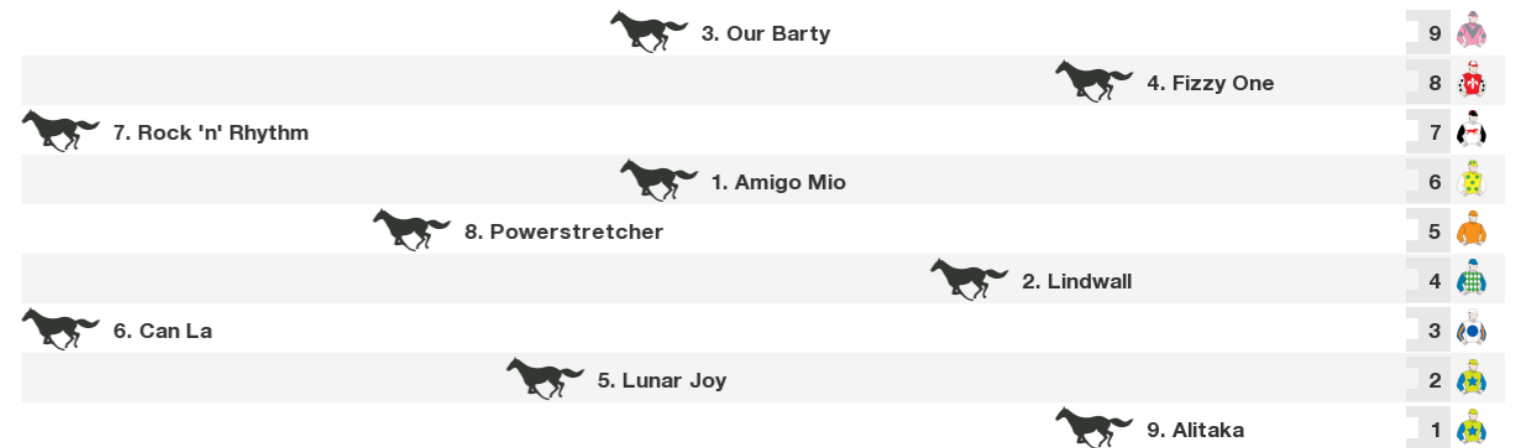 3. Our Barty 9
4. Fizzy One 8
7. Rock 'n' Rhythm 7
1. Amigo Mio 6
8. Powerstretcher 5
2. Lindwall 4
6. Can La 3
5. Lunar Joy 2
9. Alitaka 1